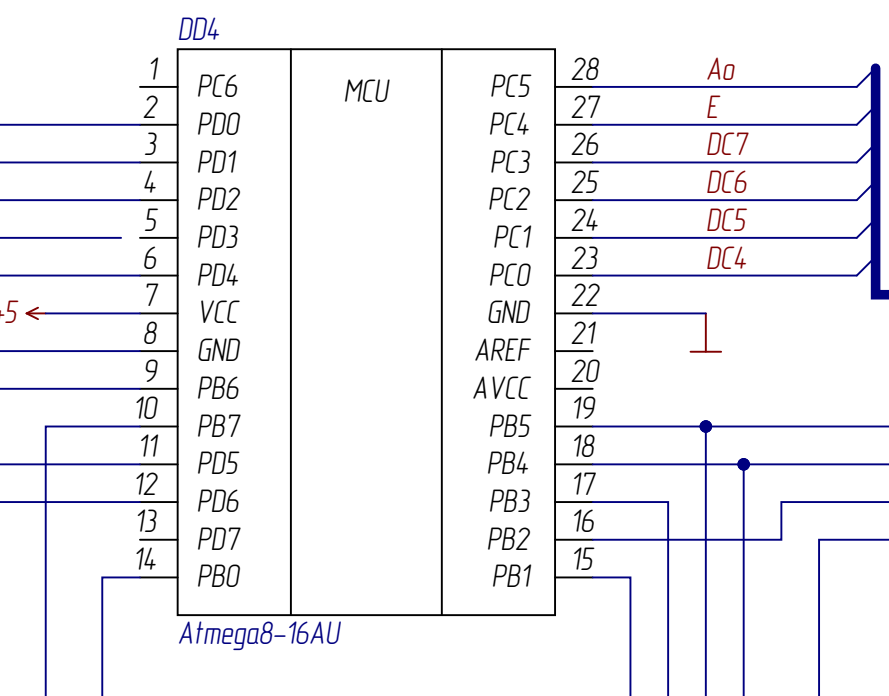 DD4
MCU
1 PC6
2 PD0
3 PD1
4 PD2
5 PD3
6 PD4
+5 7 VCC
8 GND
9 PB6
10 PB7
11 PD5
12 PD6
13 PD7
14 PB0
PC5 28 Ao
PC4 27 E
PC3 26 DC7
PC2 25 DC6
PC1 24 DC5
PC0 23 DC4
GND 22
AREF 21
AVCC 20
PB5 19
PB4 18
PB3 17
PB2 16
PB1 15
Atmega8-16AU